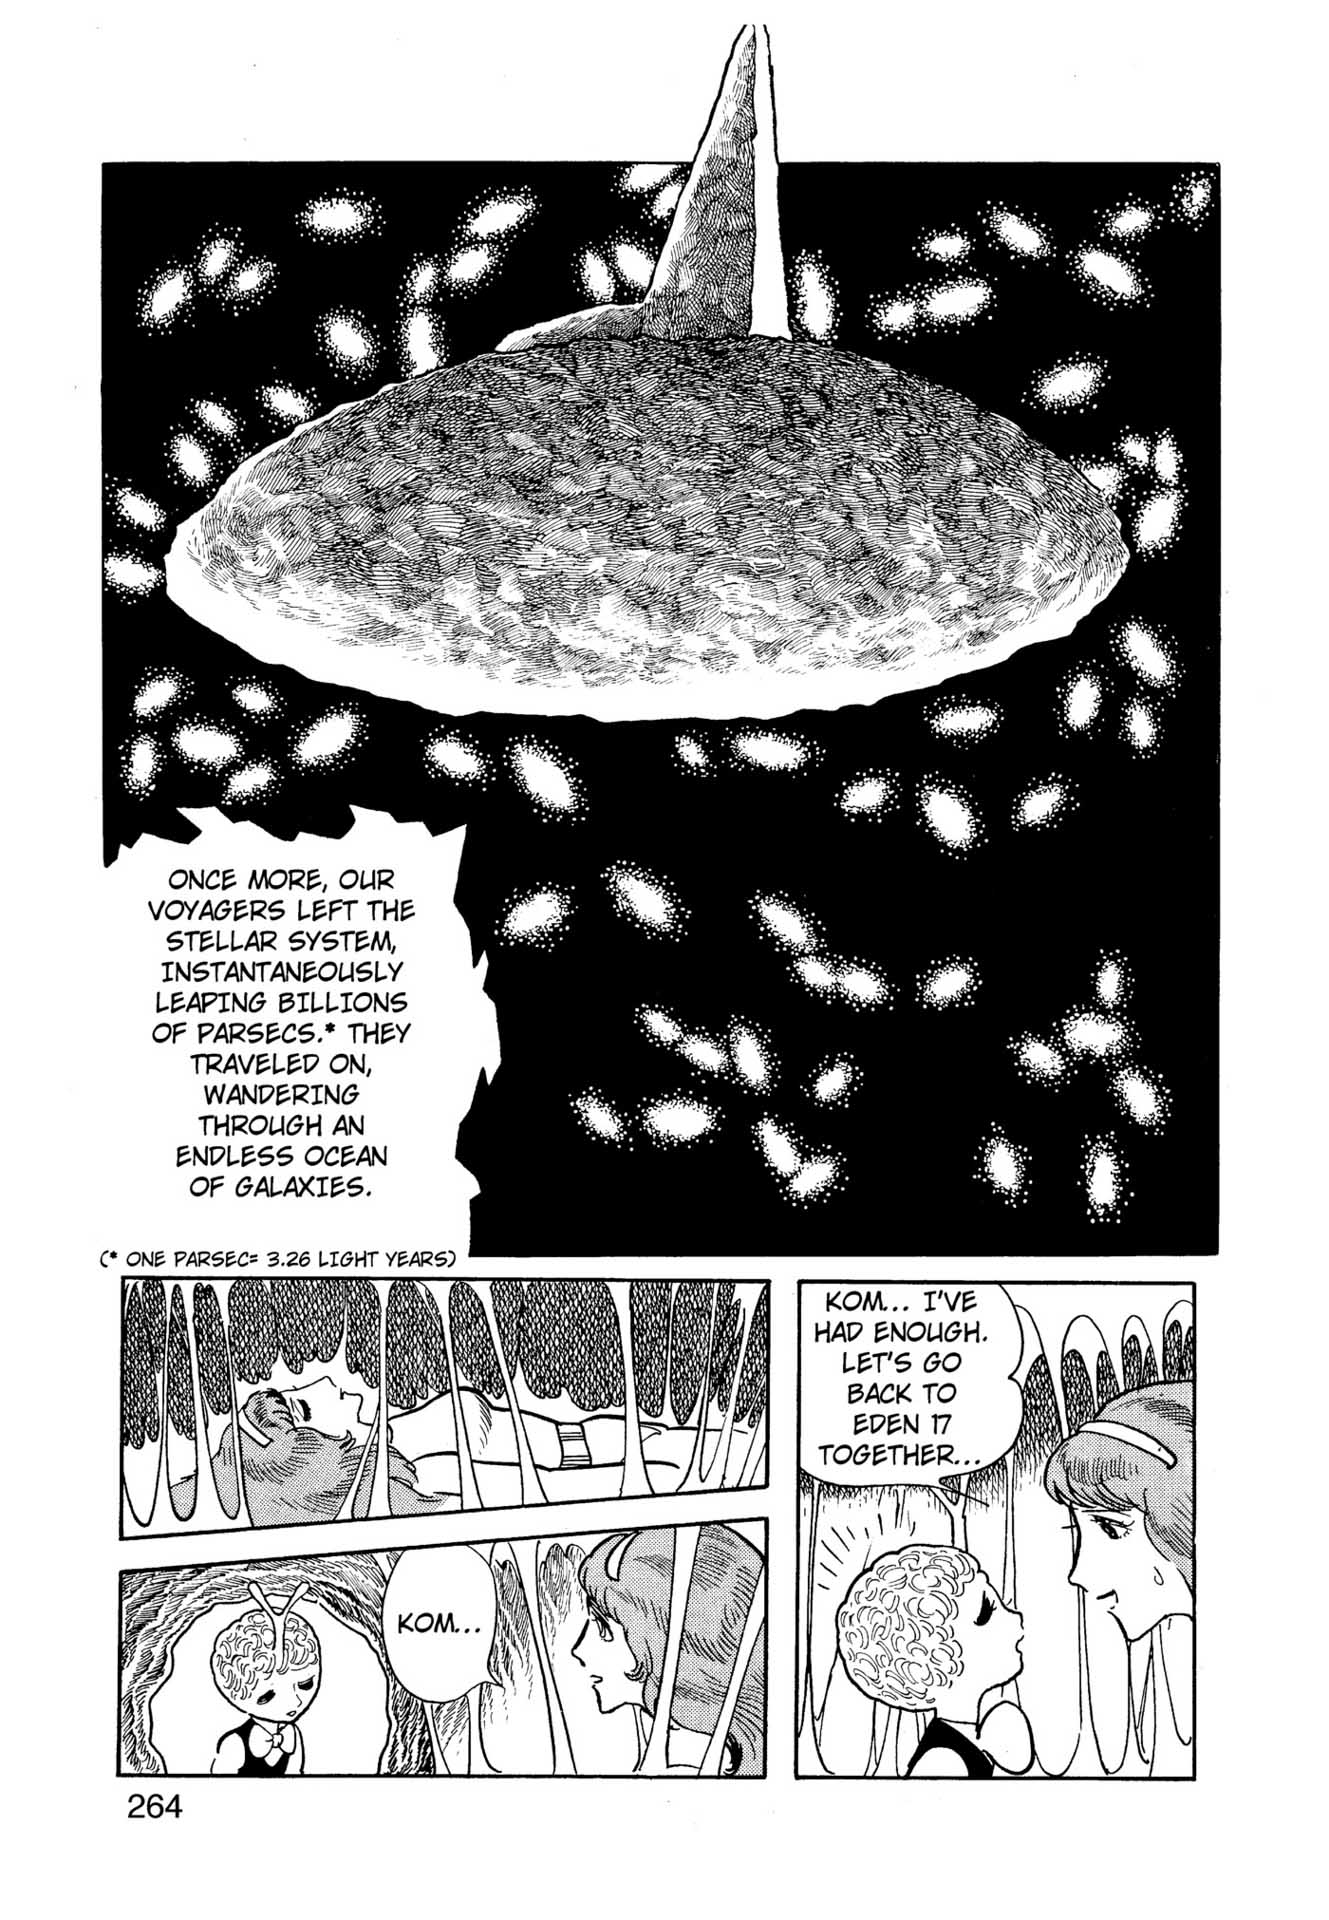 ONCE MORE, OUR
VOYAGERS LEFT THE
STELLAR SYSTEM,
INSTANTANEOUSLY
LEAPING BILLIONS
OF PARSECS.* THEY
TRAVELED ON,
WANDERING
THROUGH AN
ENDLESS OCEAN
OF GALAXIES.
(* ONE PARSEC= 3.26 LIGHT YEARS)
KOM...
KOM... I'VE
HAD ENOUGH.
LET'S GO
BACK TO
EDEN 17
TOGETHER...
264